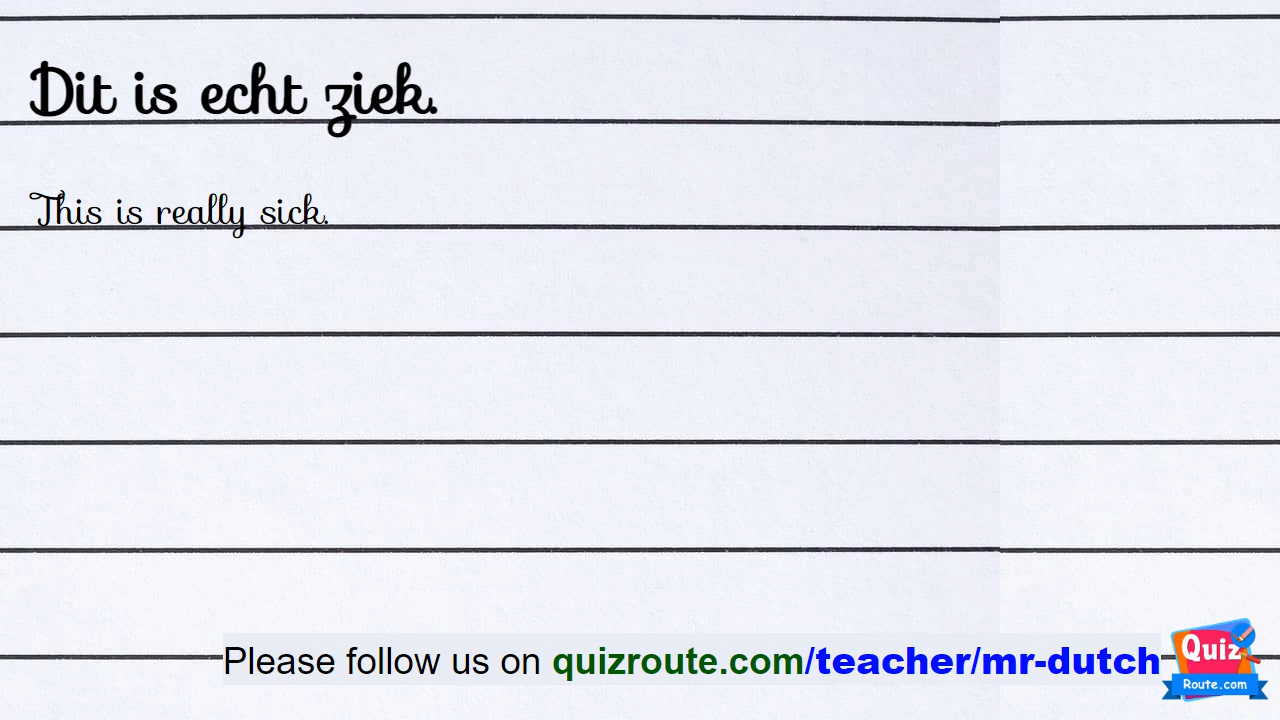 Dit is echt ziek.
This is really sick.
Please follow us on quizroute.com/teacher/mr-dutch
Quiz
Route.com